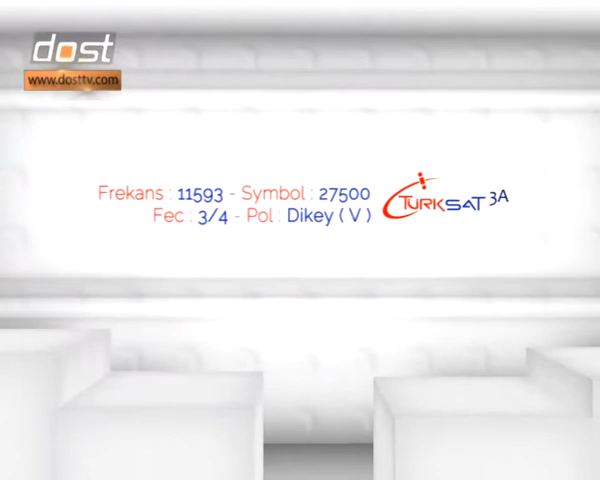 dost
www.dosttv.com
Frekans : 11593 - Symbol : 27500
Fec : 3/4 - Pol : Dikey ( V )
TURKSAT 3A